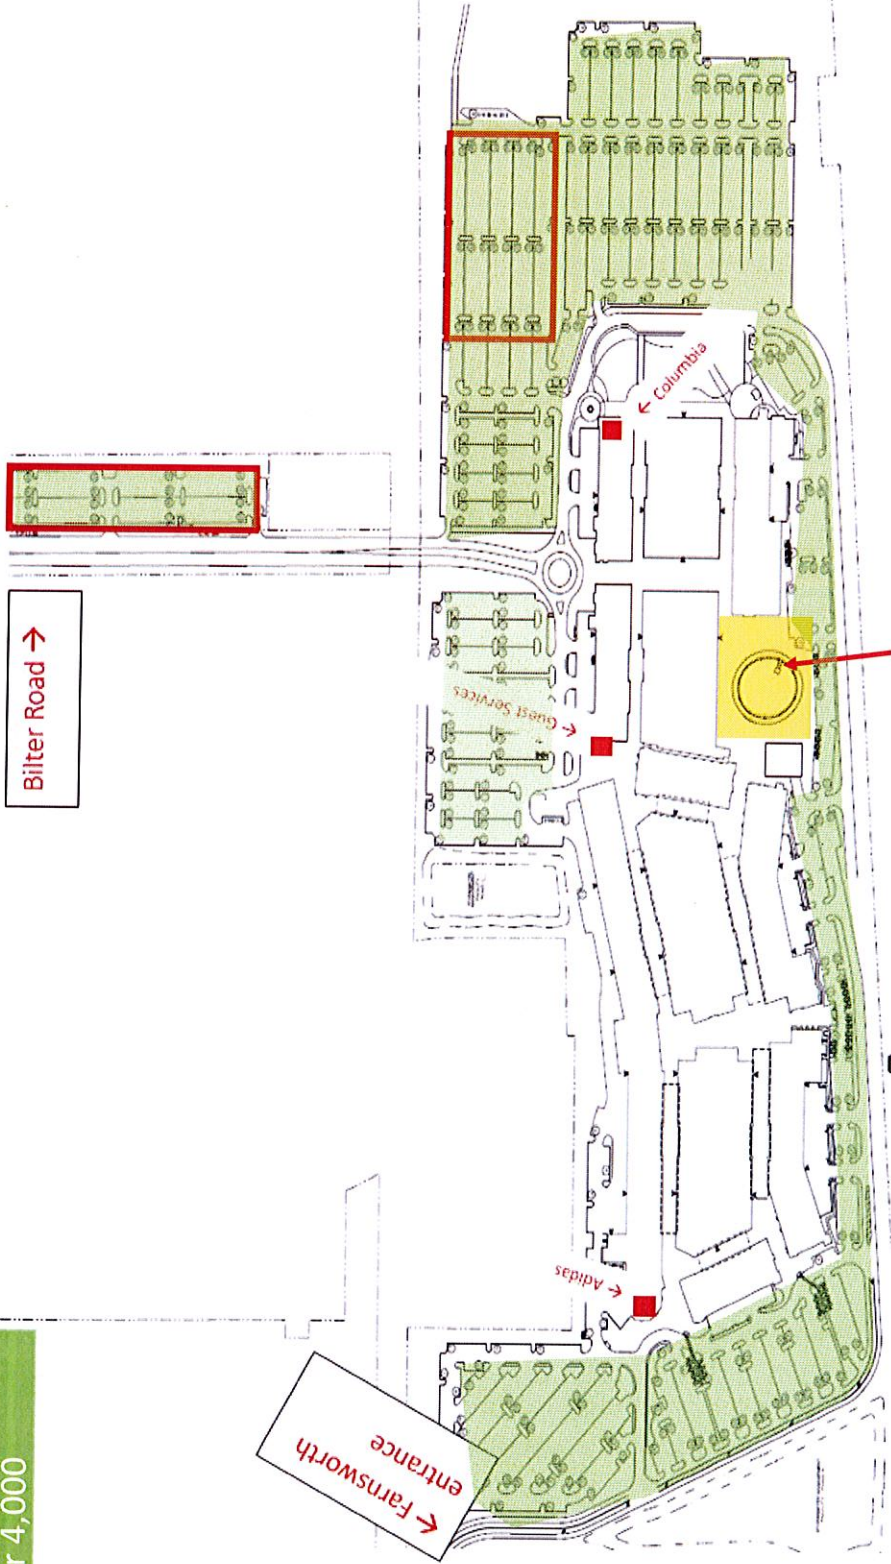 Bilter Road →
← Columbia
Guest Services →
Adidas →
← Farnsworth
entrance
r 4,000